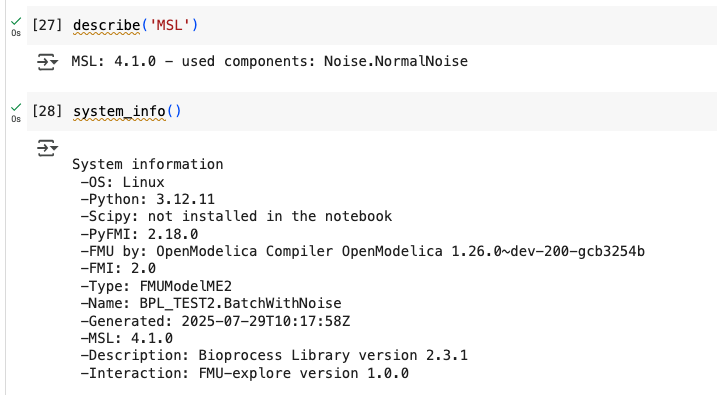 [27] describe('MSL')
0s
MSL: 4.1.0 – used components: Noise.NormalNoise
[28] system_info()
0s
System information
–OS: Linux
–Python: 3.12.11
–Scipy: not installed in the notebook
–PyFMI: 2.18.0
–FMU by: OpenModelica Compiler OpenModelica 1.26.0~dev-200-gcb3254b
–FMI: 2.0
–Type: FMUModelME2
–Name: BPL_TEST2.BatchWithNoise
–Generated: 2025-07-29T10:17:58Z
–MSL: 4.1.0
–Description: Bioprocess Library version 2.3.1
–Interaction: FMU-explore version 1.0.0